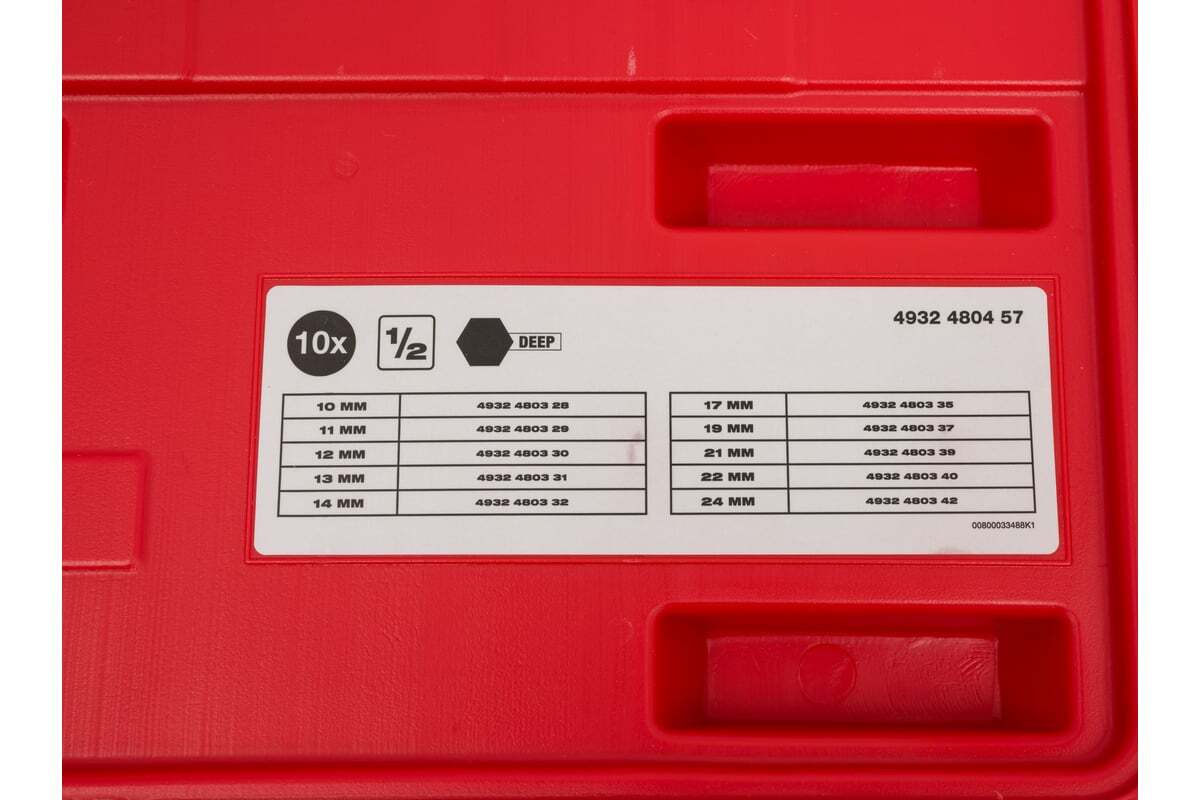 10x 1/2 DEEP 4932 4804 57
10 MM 4932 4803 28
11 MM 4932 4803 29
12 MM 4932 4803 30
13 MM 4932 4803 31
14 MM 4932 4803 32
17 MM 4932 4803 35
19 MM 4932 4803 37
21 MM 4932 4803 39
22 MM 4932 4803 40
24 MM 4932 4803 42
00800033488K1